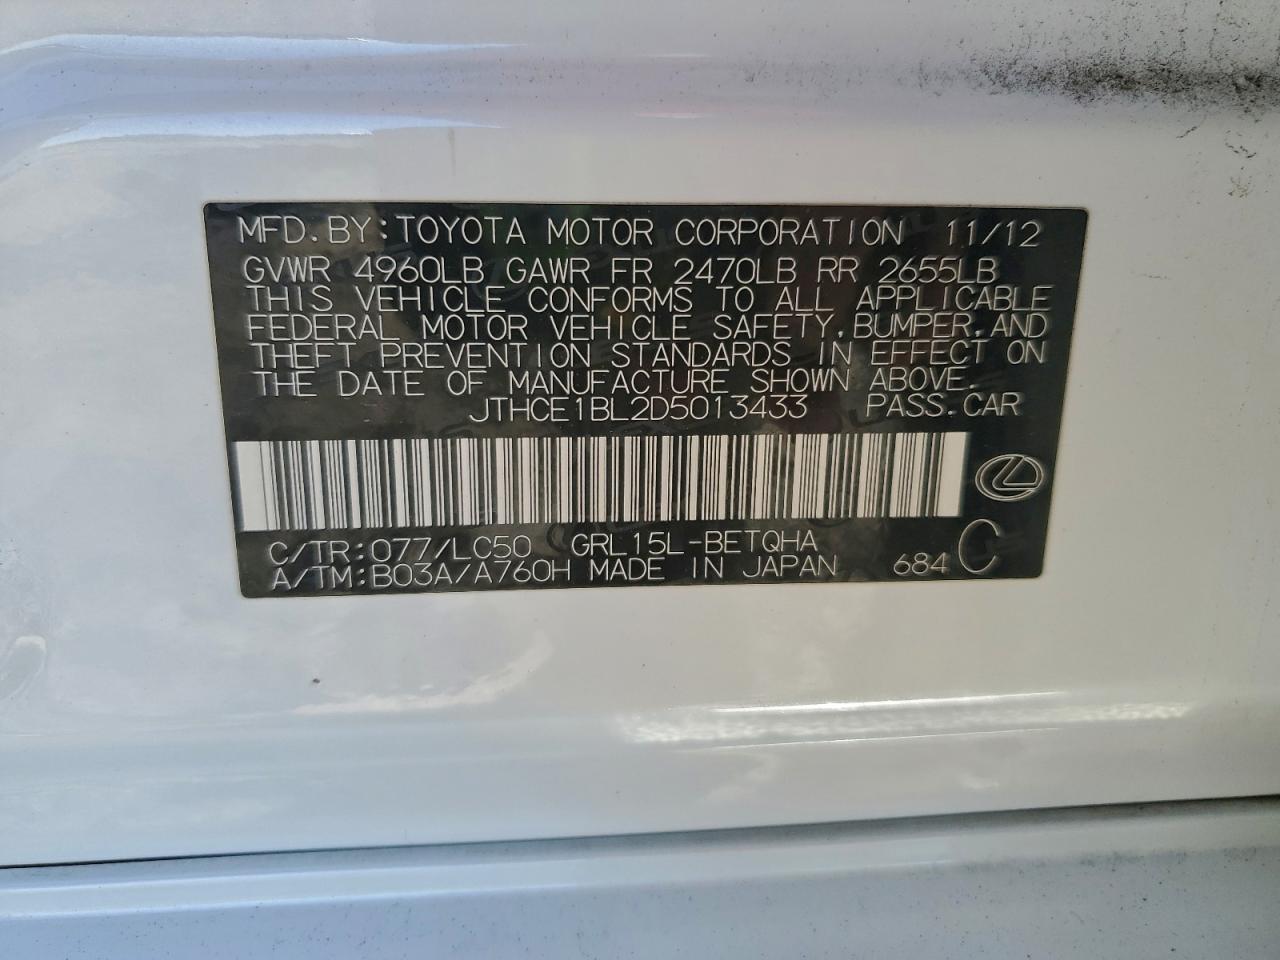 MFD. BY: TOYOTA MOTOR CORPORATION 11/12
GVWR 4960LB GAWR FR 2470LB RR 2655LB
THIS VEHICLE CONFORMS TO ALL APPLICABLE
FEDERAL MOTOR VEHICLE SAFETY, BUMPER, AND
THEFT PREVENTION STANDARDS IN EFFECT ON
THE DATE OF MANUFACTURE SHOWN ABOVE.
JTHCE1BL2D5013433 PASS. CAR
C/TR: 077/LC50 GRL15L-BETQHA
A/TM: B03A/A760H MADE IN JAPAN 684 C